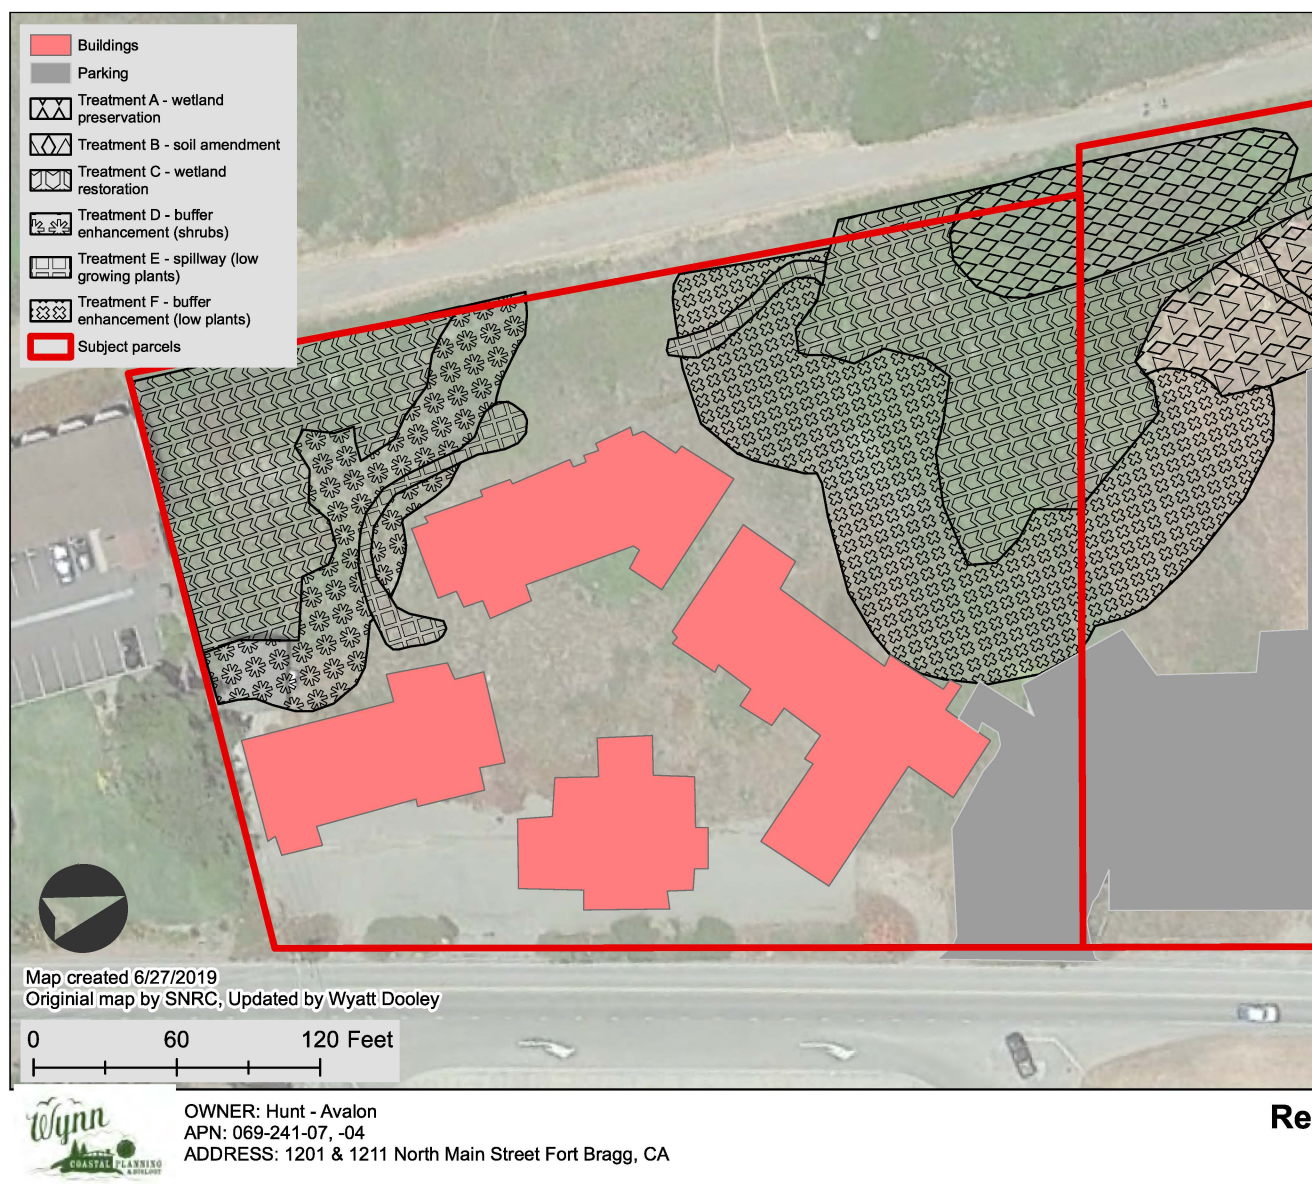 Buildings
Parking
Treatment A - wetland
preservation
Treatment B - soil amendment
Treatment C - wetland
restoration
Treatment D - buffer
enhancement (shrubs)
Treatment E - spillway (low
growing plants)
Treatment F - buffer
enhancement (low plants)
Subject parcels
Map created 6/27/2019
Originial map by SNRC, Updated by Wyatt Dooley
0 60 120 Feet
Wynn
COASTAL PLANNING
& BIOLOGY
OWNER: Hunt - Avalon
APN: 069-241-07, -04
ADDRESS: 1201 & 1211 North Main Street Fort Bragg, CA
Re